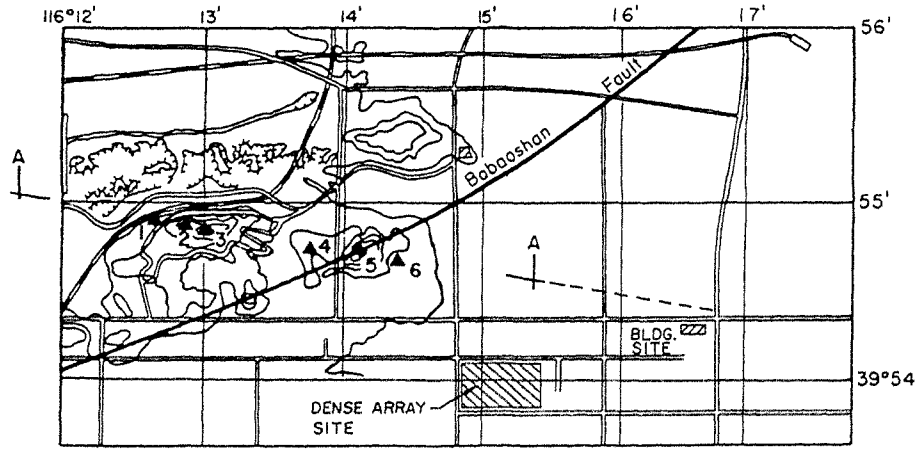 116°12' 13' 14' 15' 16' 17'
56'
Babaoshan Fault
A
55'
1 3 4 5 6
A
BLDG.
SITE
39°54
DENSE ARRAY
SITE